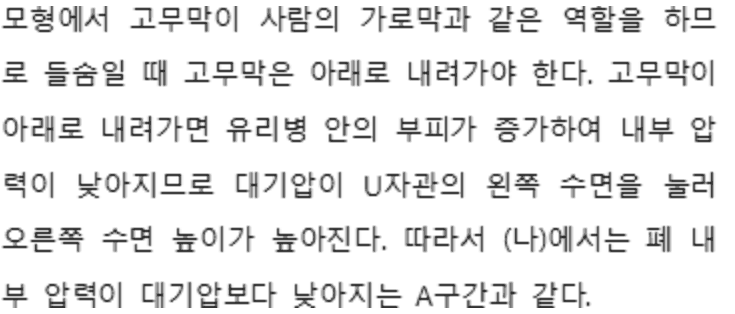 모형에서 고무막이 사람의 가로막과 같은 역할을 하므
로 들숨일 때 고무막은 아래로 내려가야 한다. 고무막이
아래로 내려가면 유리병 안의 부피가 증가하여 내부 압
력이 낮아지므로 대기압이 U자관의 왼쪽 수면을 눌러
오른쪽 수면 높이가 높아진다. 따라서 (나)에서는 폐 내
부 압력이 대기압보다 낮아지는 A구간과 같다.